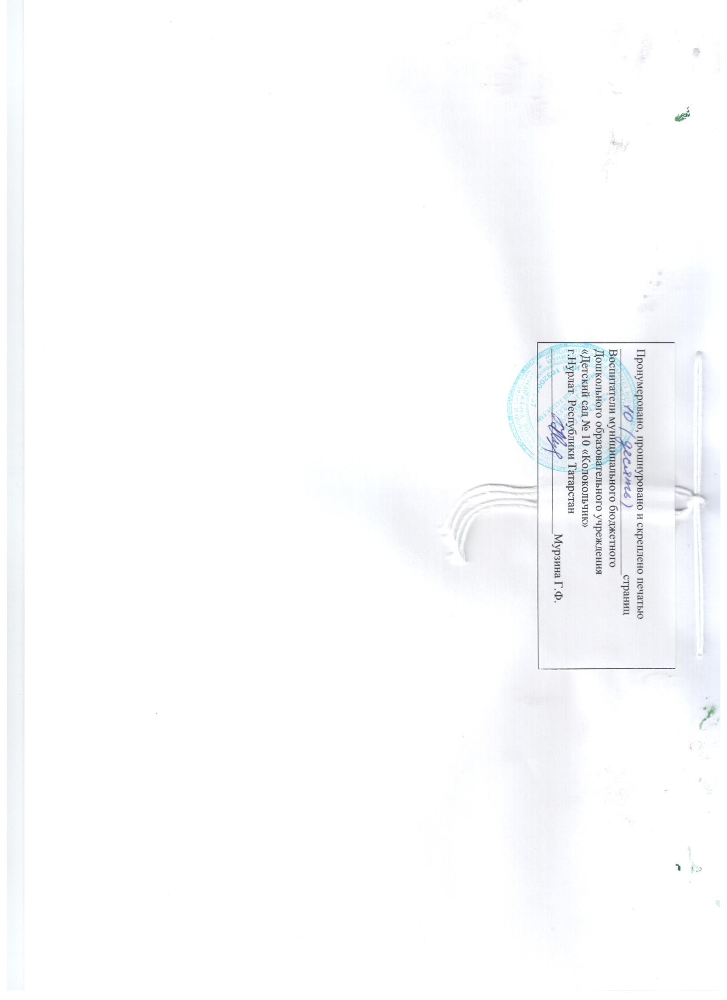 Пронумеровано, прошнуровано и скреплено печатью
10 (десять) страниц
Воспитатели муниципального бюджетного
Дошкольного образовательного учреждения
«Детский сад № 10 «Колокольчик»
г.Нурлат Республики Татарстан
Мурзина Г.Ф.